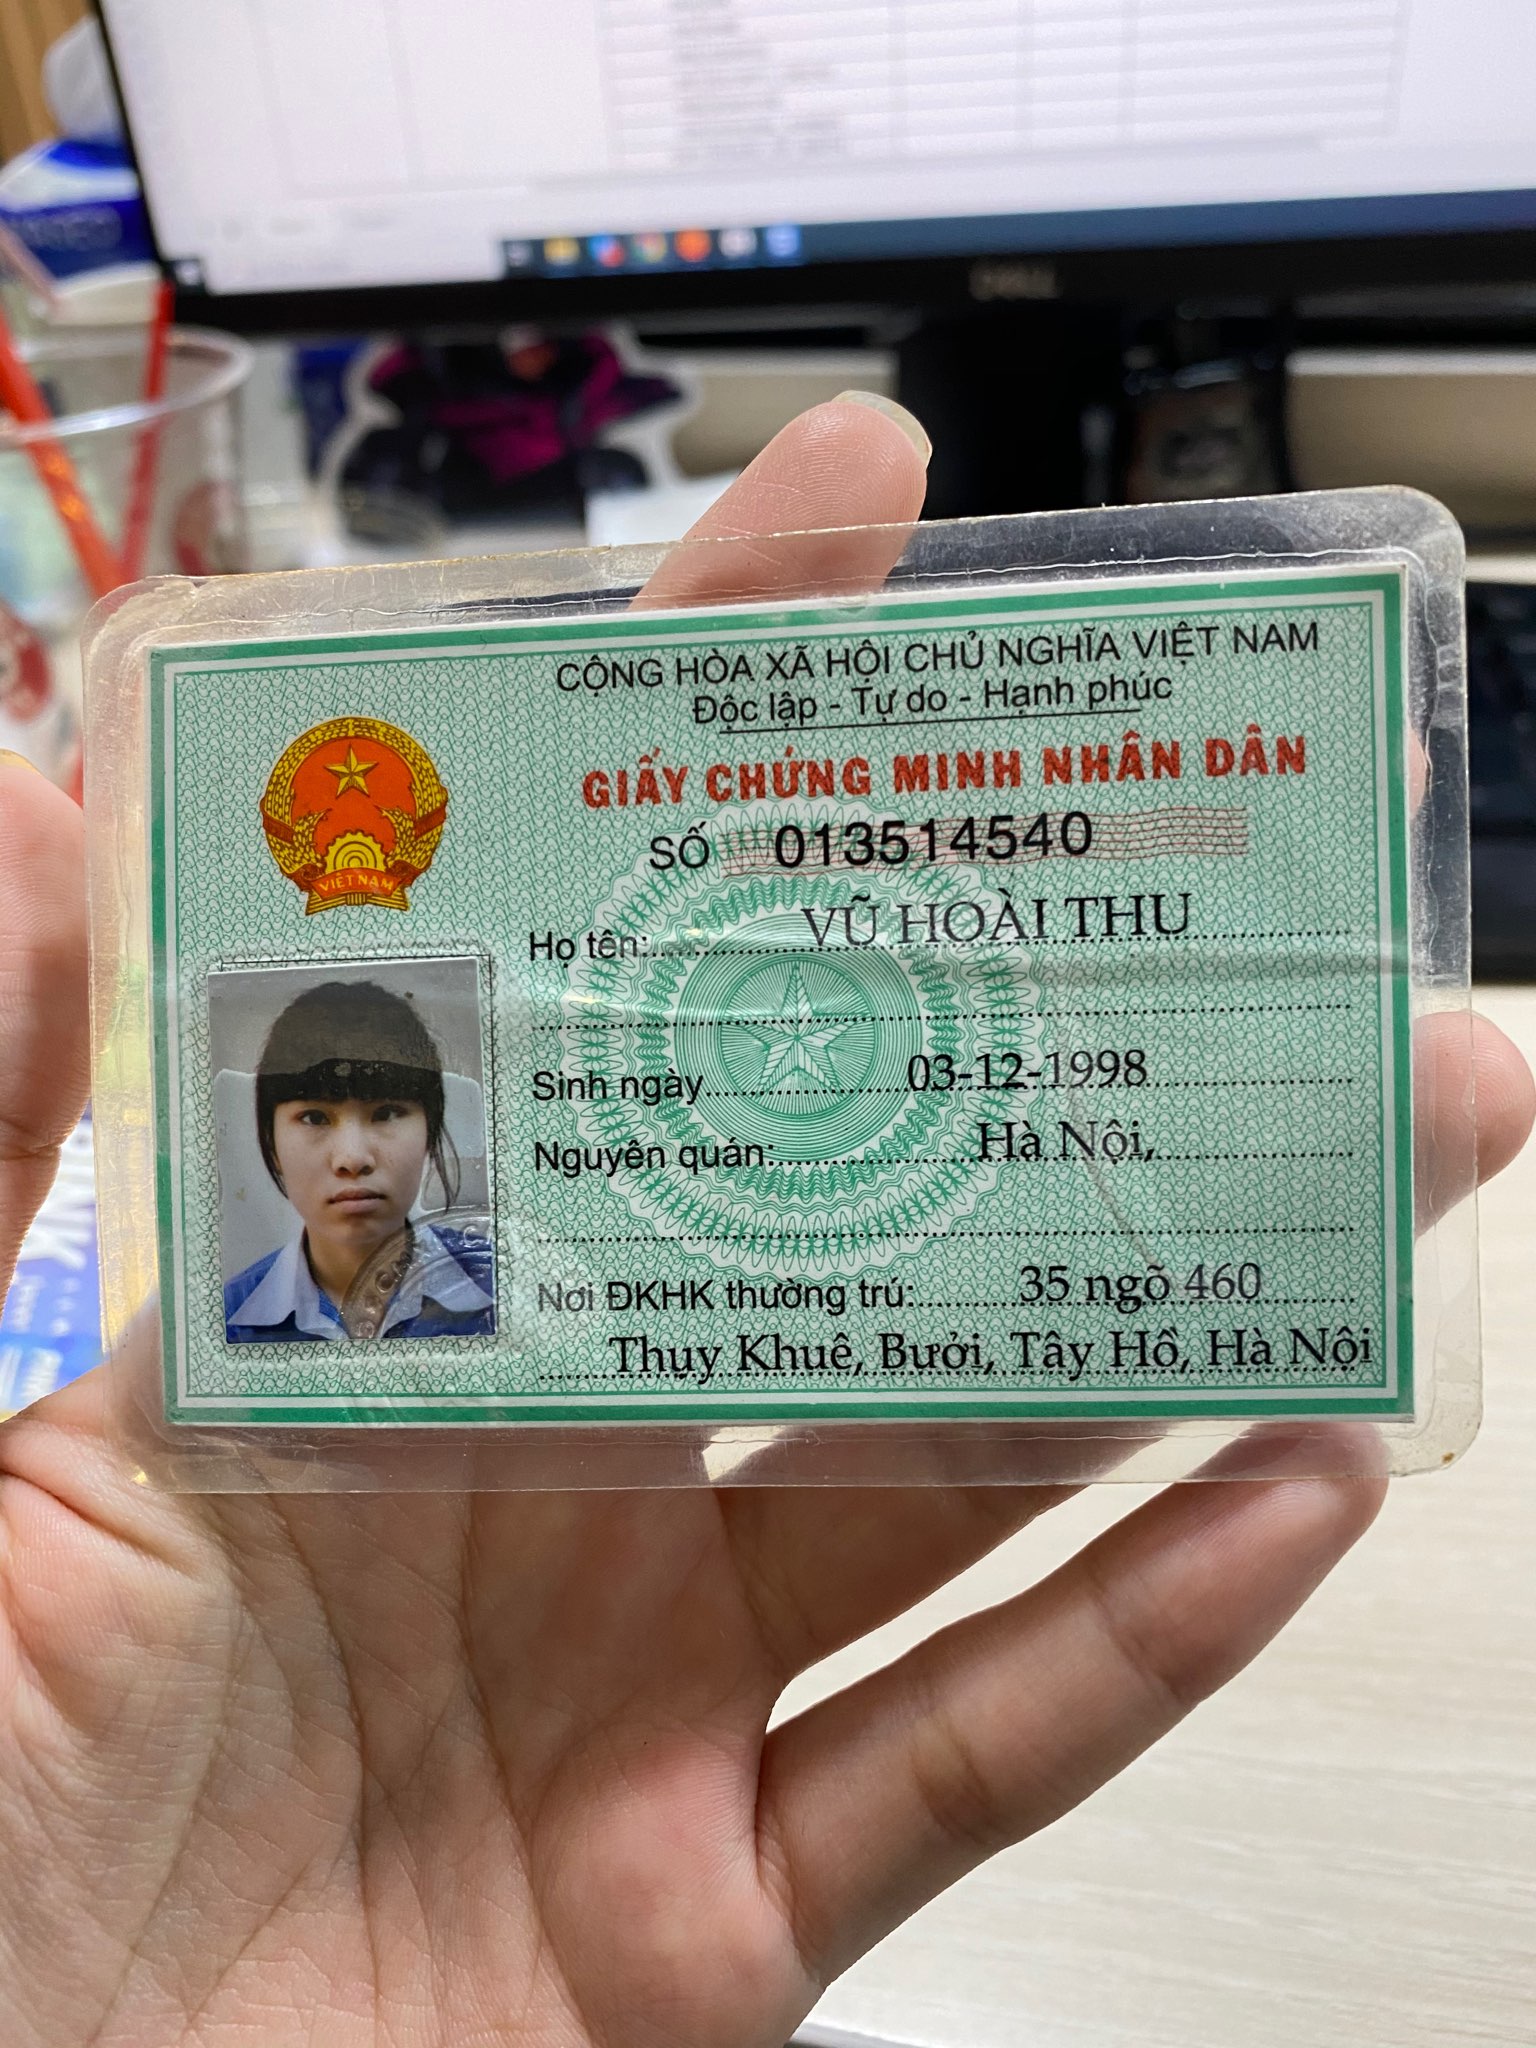 CỘNG HÒA XÃ HỘI CHỦ NGHĨA VIỆT NAM
Độc lập - Tự do - Hạnh phúc
GIẤY CHỨNG MINH NHÂN DÂN
SỐ 013514540
Họ tên: VŨ HOÀI THU
Sinh ngày 03-12-1998
Nguyên quán: Hà Nội,
Nơi ĐKHK thường trú: 35 ngõ 460
Thụy Khuê, Bưởi, Tây Hồ, Hà Nội
VIỆT NAM
DELL